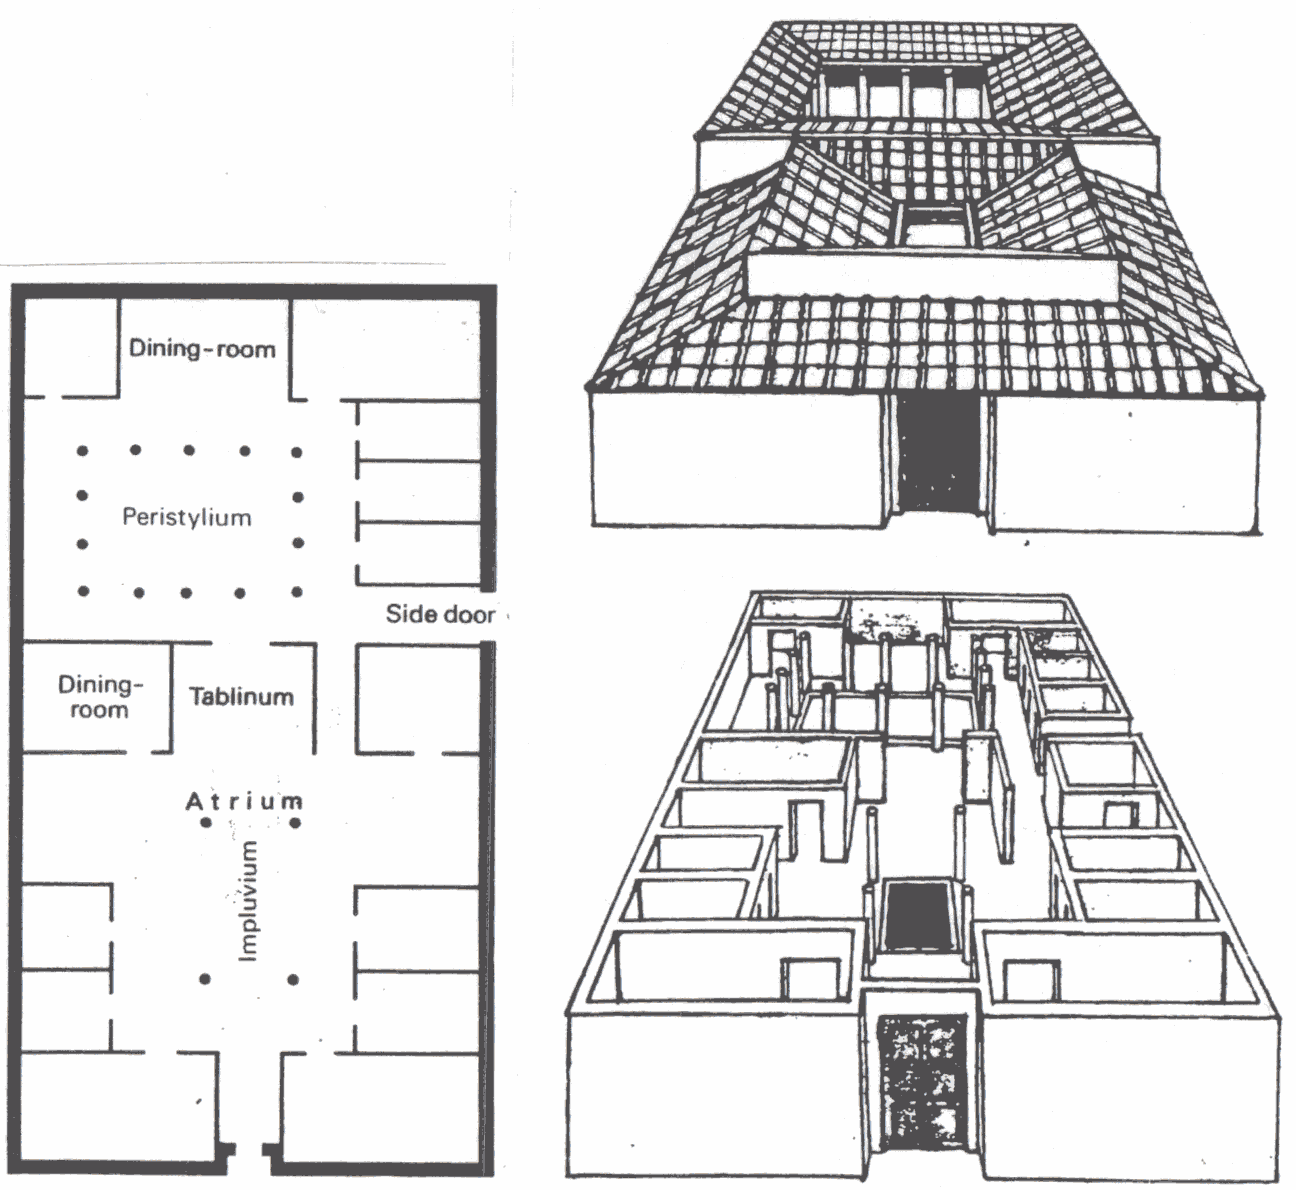 Dining-room
Peristylium
Side door
Dining-
room
Tablinum
Atrium
Impluvium